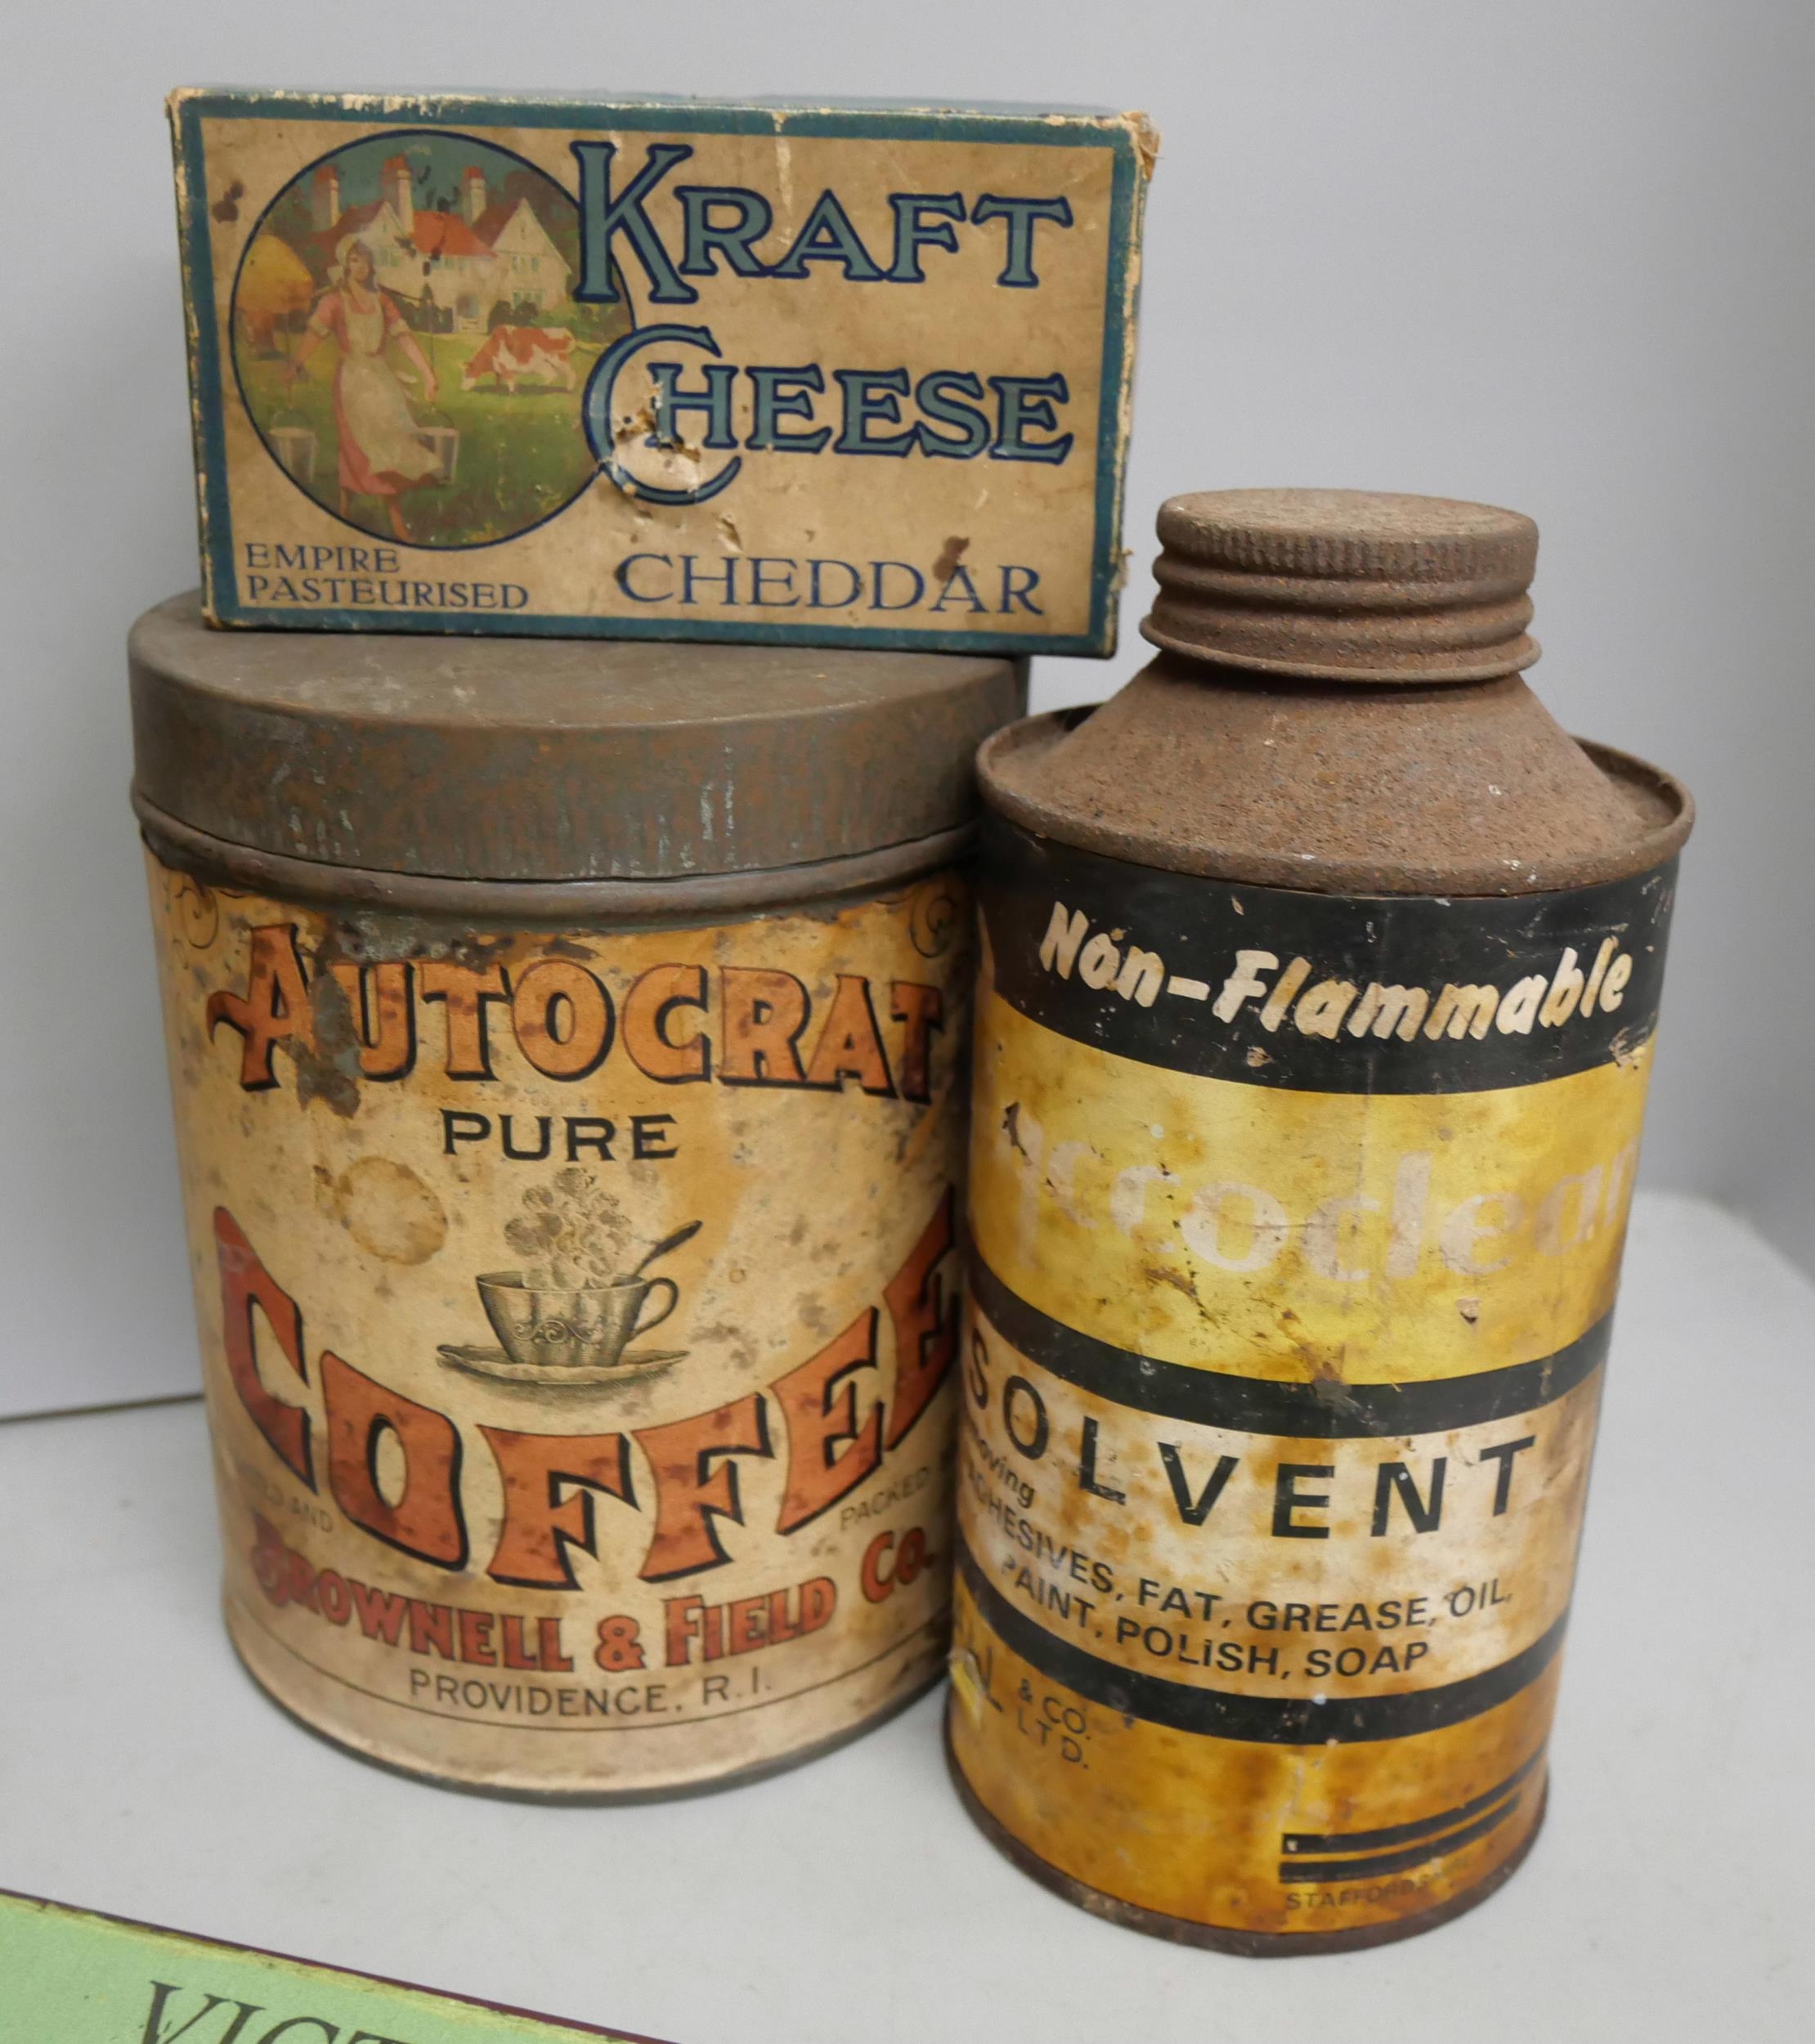 KRAFT
CHEESE
EMPIRE
PASTEURISED
CHEDDAR
AUTOCRAT
PURE
COFFEE
AND
PACKED
BROWNELL & FIELD CO.
PROVIDENCE, R.I.
Non-Flammable
SOLVENT
ADHESIVES, FAT, GREASE, OIL,
PAINT, POLISH, SOAP
& CO.
LTD.